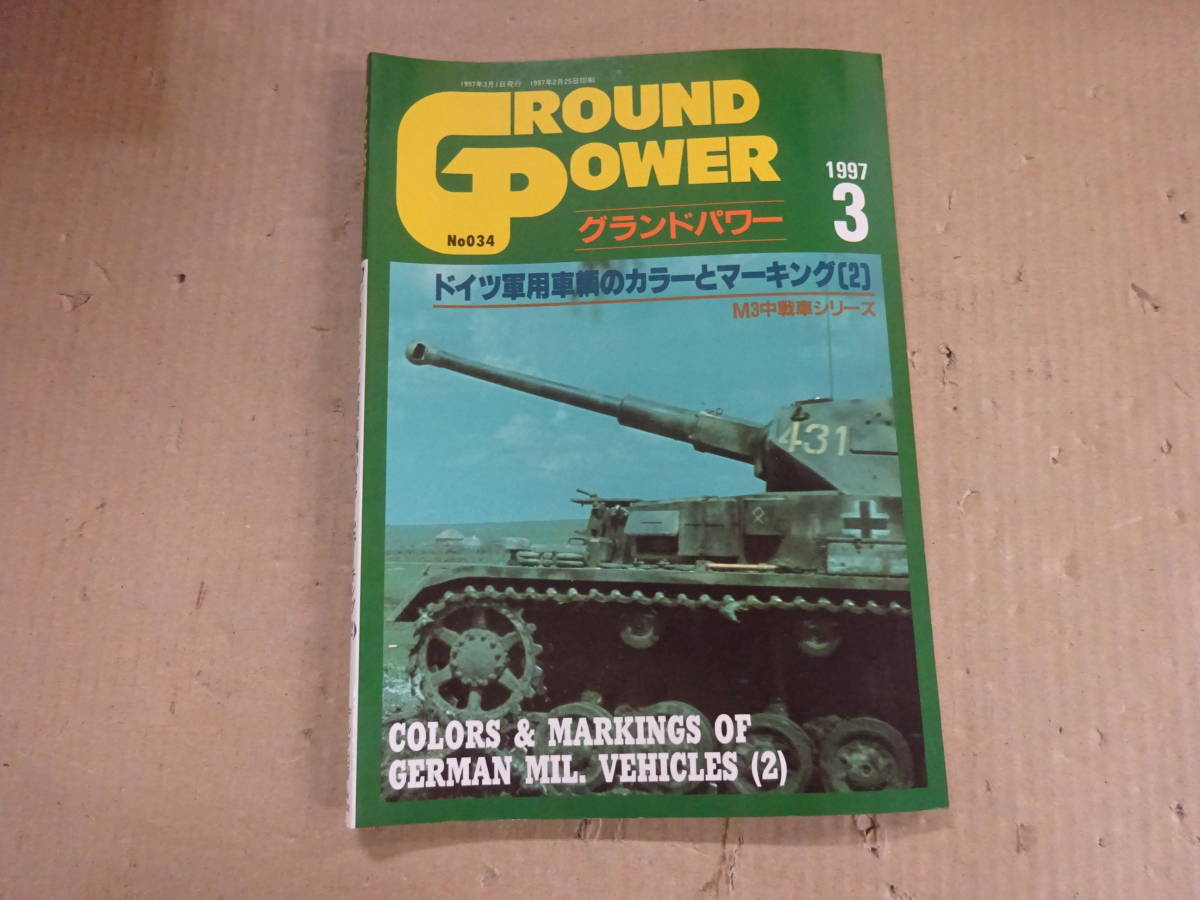 1997年3月1日発行 1997年2月25日印刷
GROUND
POWER
1997
3
No034
グランドパワー
ドイツ軍用車輌のカラーとマーキング〔2〕
M3中戦車シリーズ
431
COLORS & MARKINGS OF
GERMAN MIL. VEHICLES (2)